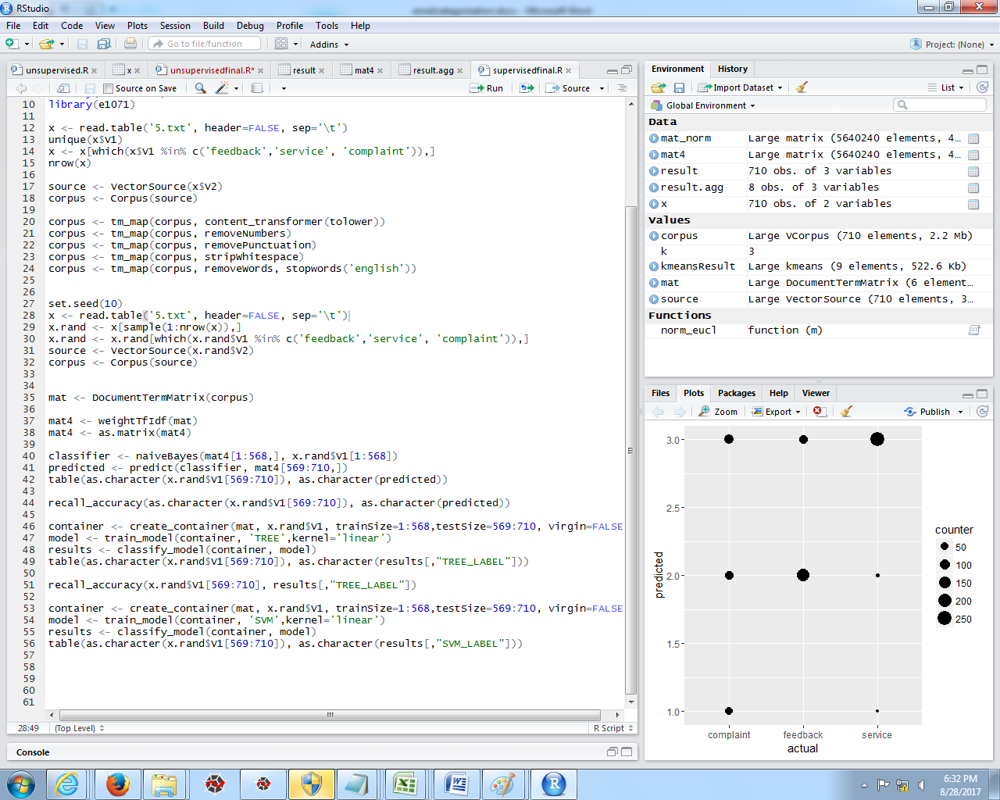 RStudio
emailcategorisation.docx - Microsoft Word
File Edit Code View Plots Session Build Debug Profile Tools Help
Go to file/function Addins Project: (None)
unsupervised.R x unsupervisedfinal.R* result mat4 result.agg supervisedfinal.R
Source on Save Run Source
10 library(e1071)
11
12 x <- read.table('5.txt', header=FALSE, sep='\t')
13 unique(x$V1)
14 x <- x[which(x$V1 %in% c('feedback','service', 'complaint')),]
15 nrow(x)
16
17 source <- VectorSource(x$V2)
18 corpus <- Corpus(source)
19
20 corpus <- tm_map(corpus, content_transformer(tolower))
21 corpus <- tm_map(corpus, removeNumbers)
22 corpus <- tm_map(corpus, removePunctuation)
23 corpus <- tm_map(corpus, stripWhitespace)
24 corpus <- tm_map(corpus, removeWords, stopwords('english'))
25
26
27 set.seed(10)
28 x <- read.table('5.txt', header=FALSE, sep='\t')
29 x.rand <- x[sample(1:nrow(x)),]
30 x.rand <- x.rand[which(x.rand$V1 %in% c('feedback','service', 'complaint')),]
31 source <- VectorSource(x.rand$V2)
32 corpus <- Corpus(source)
33
34
35 mat <- DocumentTermMatrix(corpus)
36
37 mat4 <- weightTfIdf(mat)
38 mat4 <- as.matrix(mat4)
39
40 classifier <- naiveBayes(mat4[1:568,], x.rand$V1[1:568])
41 predicted <- predict(classifier, mat4[569:710,])
42 table(as.character(x.rand$V1[569:710]), as.character(predicted))
43
44 recall_accuracy(as.character(x.rand$V1[569:710]), as.character(predicted))
45
46 container <- create_container(mat, x.rand$V1, trainSize=1:568,testSize=569:710, virgin=FALSE
47 model <- train_model(container, 'TREE',kernel='linear')
48 results <- classify_model(container, model)
49 table(as.character(x.rand$V1[569:710]), as.character(results[,"TREE_LABEL"]))
50
51 recall_accuracy(x.rand$V1[569:710], results[,"TREE_LABEL"])
52
53 container <- create_container(mat, x.rand$V1, trainSize=1:568,testSize=569:710, virgin=FALSE
54 model <- train_model(container, 'SVM',kernel='linear')
55 results <- classify_model(container, model)
56 table(as.character(x.rand$V1[569:710]), as.character(results[,"SVM_LABEL"]))
57
58
59
60
61
28:49 (Top Level) R Script
Console
Environment History
Import Dataset List
Global Environment
Data
mat_norm Large matrix (5640240 elements, 4...
mat4 Large matrix (5640240 elements, 4...
result 710 obs. of 3 variables
result.agg 8 obs. of 3 variables
x 710 obs. of 2 variables
Values
corpus Large VCorpus (710 elements, 2.2 Mb)
k 3
kmeansResult Large kmeans (9 elements, 522.6 Kb)
mat Large DocumentTermMatrix (6 element...
source Large VectorSource (710 elements, 3...
Functions
norm_eucl function (m)
Files Plots Packages Help Viewer
Zoom Export Publish
3.0
2.5
2.0
1.5
1.0
predicted
complaint feedback service
actual
counter
50
100
150
200
250
6:32 PM
8/28/2017